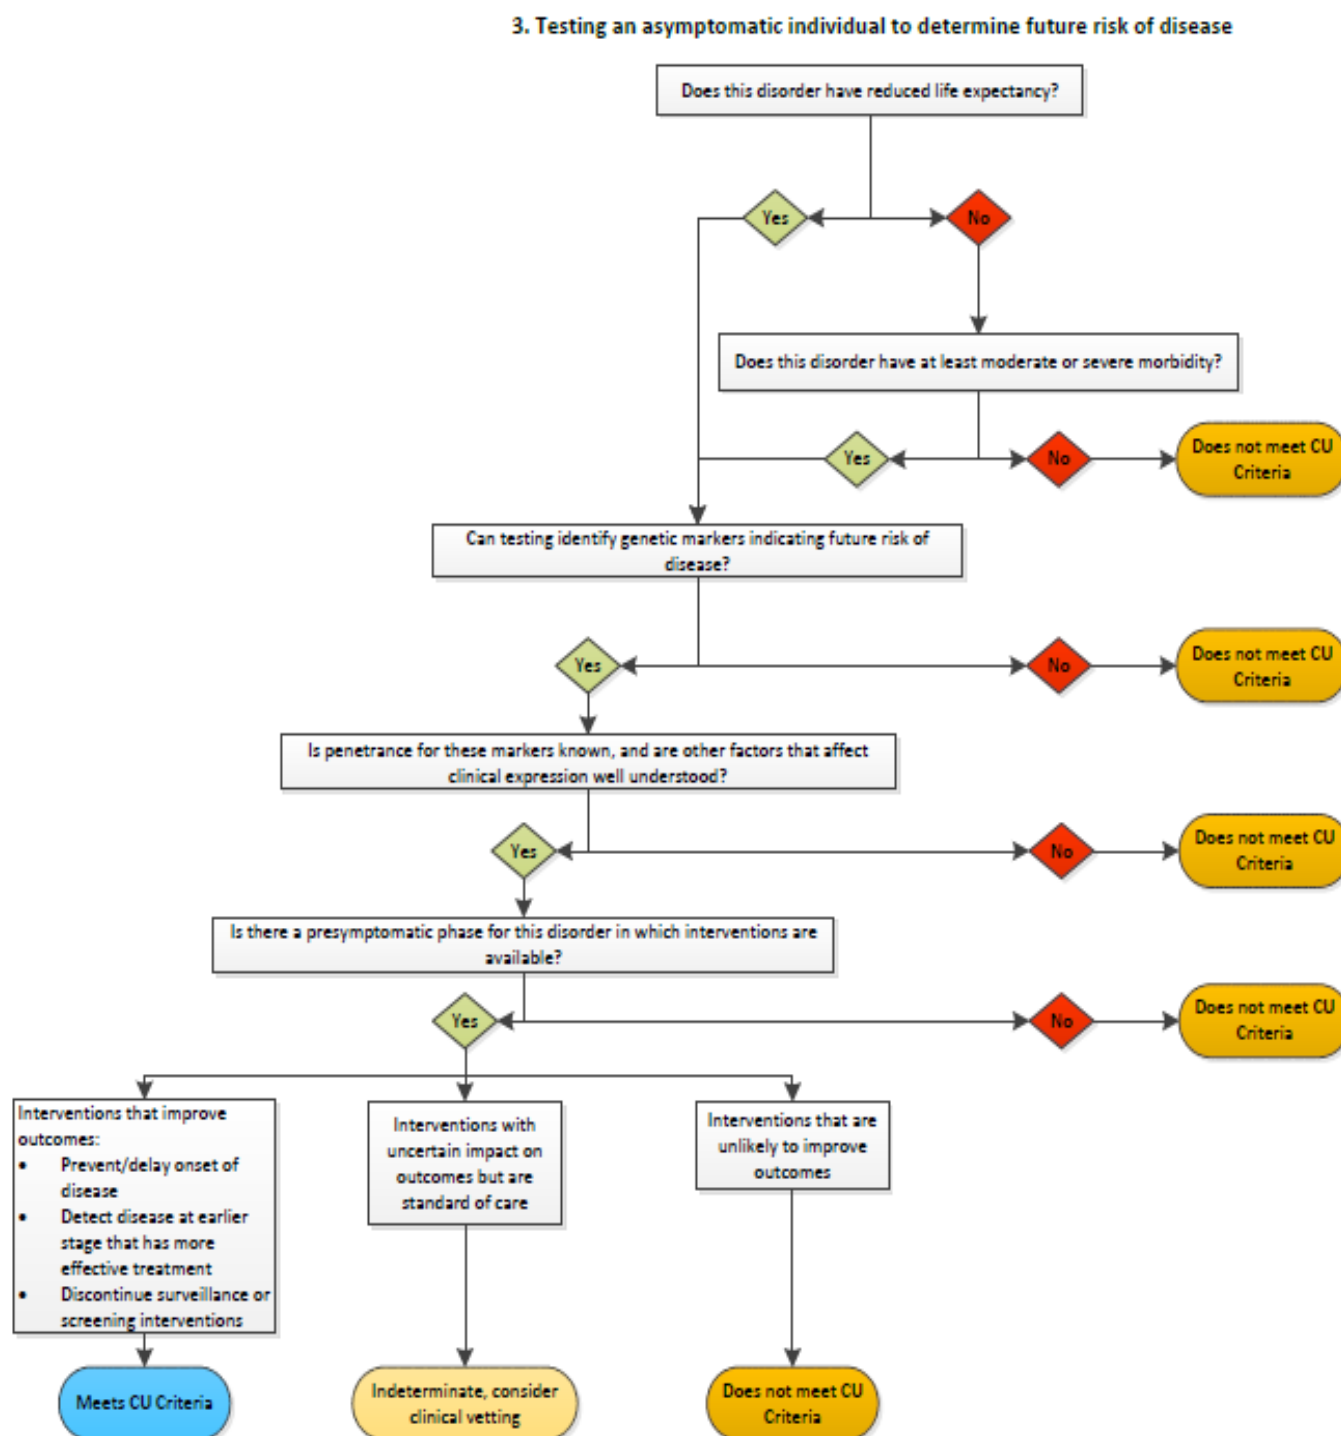 3. Testing an asymptomatic individual to determine future risk of disease
Does this disorder have reduced life expectancy?
Yes
No
Does this disorder have at least moderate or severe morbidity?
Yes
No
Does not meet CU
Criteria
Can testing identify genetic markers indicating future risk of
disease?
Yes
No
Does not meet CU
Criteria
Is penetrance for these markers known, and are other factors that affect
clinical expression well understood?
Yes
No
Does not meet CU
Criteria
Is there a presymptomatic phase for this disorder in which interventions are
available?
Yes
No
Does not meet CU
Criteria
Interventions that improve
outcomes:
• Prevent/delay onset of
disease
• Detect disease at earlier
stage that has more
effective treatment
• Discontinue surveillance or
screening interventions
Interventions with
uncertain impact on
outcomes but are
standard of care
Interventions that are
unlikely to improve
outcomes
Meets CU Criteria
Indeterminate, consider
clinical vetting
Does not meet CU
Criteria